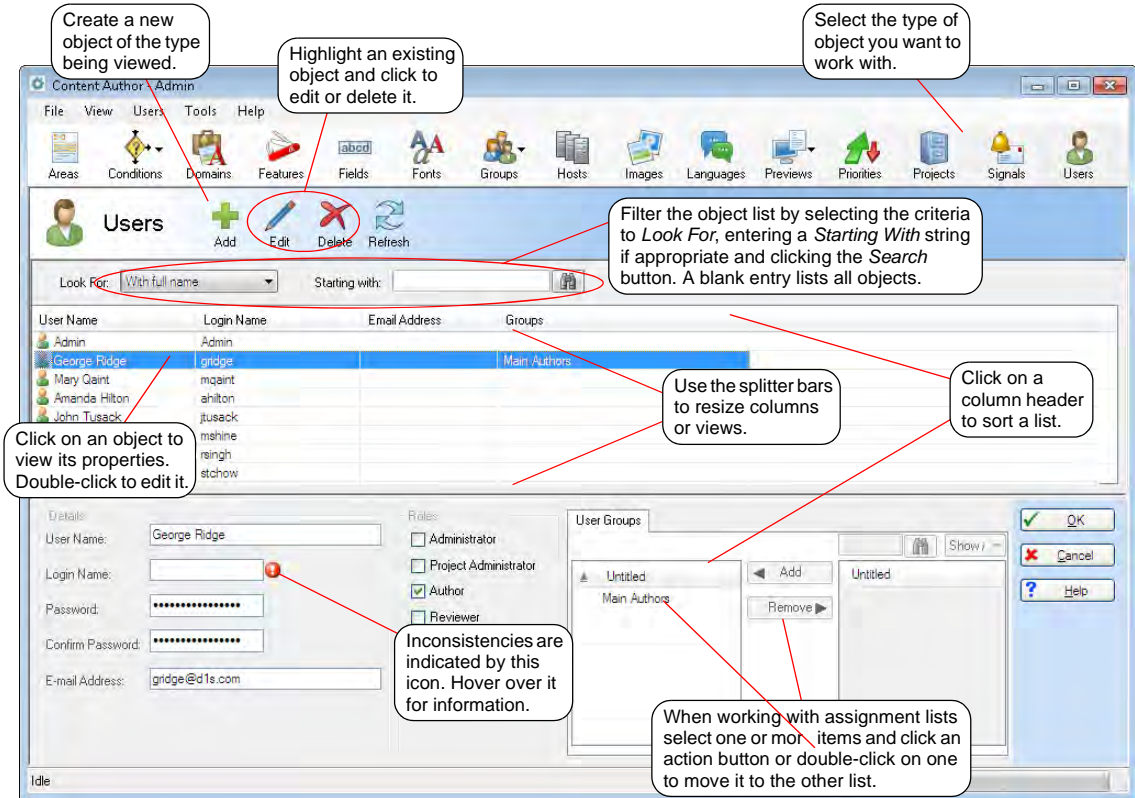 Create a new
object of the type
being viewed.
Highlight an existing
object and click to
edit or delete it.
Select the type of
object you want to
work with.
Content Author - Admin
File View Users Tools Help
Areas Conditions Domains Features Fields Fonts Groups Hosts Images Languages Previews Priorities Projects Signals Users
Users
Add Edit Delete Refresh
Filter the object list by selecting the criteria
to Look For, entering a Starting With string
if appropriate and clicking the Search
button. A blank entry lists all objects.
Look For: With full name Starting with:
User Name Login Name Email Address Groups
Admin Admin
George Ridge gridge Main Authors
Mary Qaint mqaint
Amanda Hilton ahilton
John Tusack jtusack
mshine
rsingh
stchow
Click on an object to
view its properties.
Double-click to edit it.
Use the splitter bars
to resize columns
or views.
Click on a
column header
to sort a list.
Details
User Name: George Ridge
Login Name:
Password: ••••••••••••••••
Confirm Password: ••••••••••••••••
E-mail Address: gridge@d1s.com
Roles
Administrator
Project Administrator
Author
Reviewer
Inconsistencies are
indicated by this
icon. Hover over it
for information.
User Groups
Show
Untitled
Main Authors
Add
Remove
Untitled
OK
Cancel
? Help
When working with assignment lists
select one or mor items and click an
action button or double-click on one
to move it to the other list.
Idle